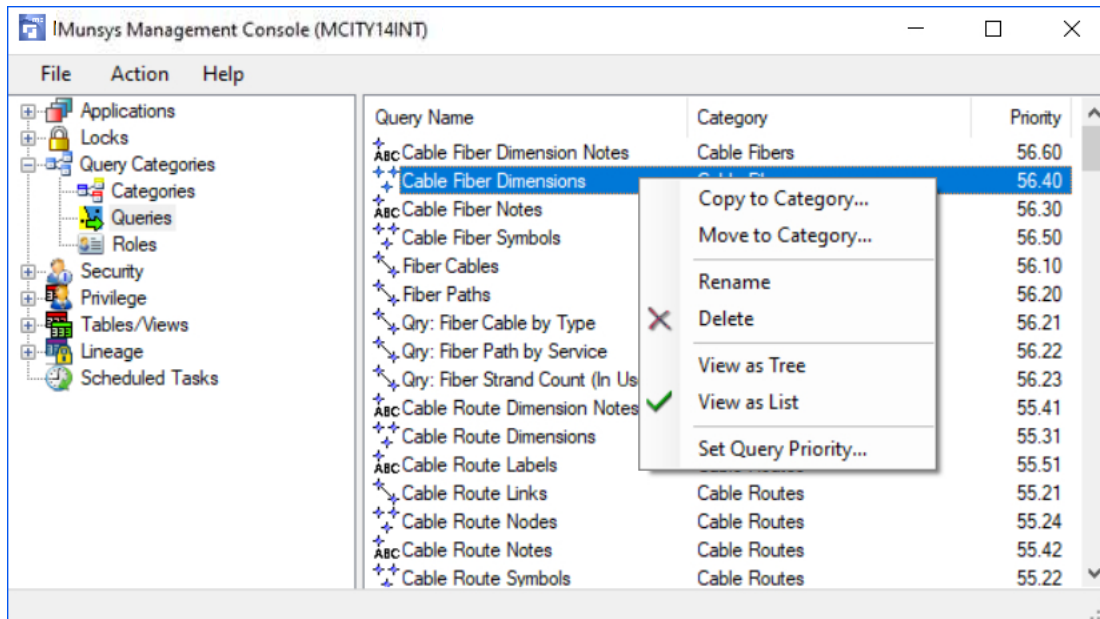 IMunsys Management Console (MCITY14INT)
File Action Help
Applications
Locks
Query Categories
Categories
Queries
Roles
Security
Privilege
Tables/Views
Lineage
Scheduled Tasks
Query Name Category Priority
ABC Cable Fiber Dimension Notes Cable Fibers 56.60
Cable Fiber Dimensions 56.40
ABC Cable Fiber Notes 56.30
Cable Fiber Symbols 56.50
Fiber Cables 56.10
Fiber Paths 56.20
Qry: Fiber Cable by Type 56.21
Qry: Fiber Path by Service 56.22
Qry: Fiber Strand Count (In Us 56.23
ABC Cable Route Dimension Notes 55.41
Cable Route Dimensions 55.31
ABC Cable Route Labels 55.51
Cable Route Links Cable Routes 55.21
Cable Route Nodes Cable Routes 55.24
ABC Cable Route Notes Cable Routes 55.42
Cable Route Symbols Cable Routes 55.22
Copy to Category...
Move to Category...
Rename
Delete
View as Tree
View as List
Set Query Priority...